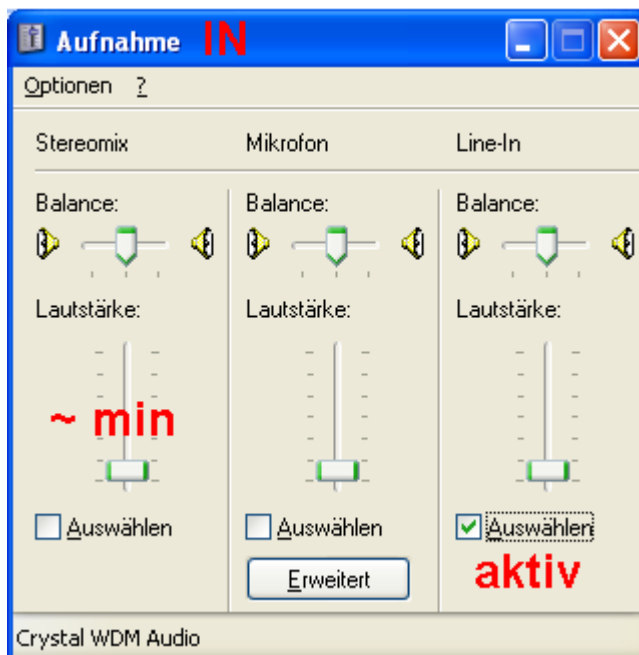 Aufnahme IN
Optionen ?
Stereomix Mikrofon Line-In
Balance: Balance: Balance:
Lautstärke: Lautstärke: Lautstärke:
~ min
Auswählen Auswählen Auswählen
Erweitert aktiv
Crystal WDM Audio